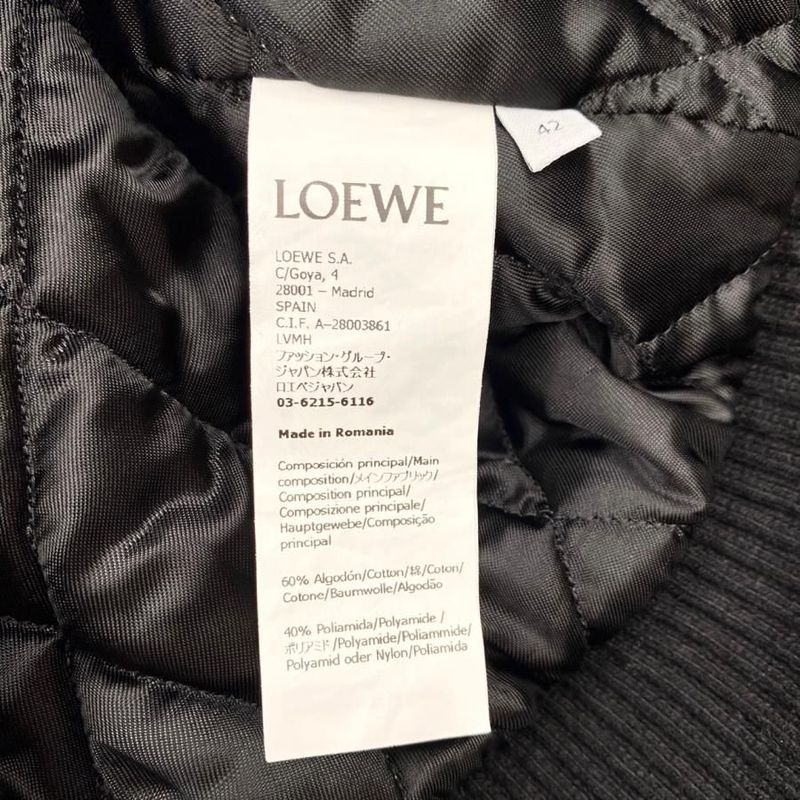 42
LOEWE
LOEWE S.A.
C/Goya, 4
28001 – Madrid
SPAIN
C.I.F. A-28003861
LVMH
ファッション・グループ・
ジャパン株式会社
ロエベジャパン
03-6215-6116
Made in Romania
Composición principal/Main
composition/メインファブリック/
Composition principal/
Composizione principale/
Hauptgewebe/Composição
principal
60% Algodón/Cotton/綿/Coton/
Cotone/Baumwolle/Algodão
40% Poliamida/Polyamide /
ポリアミド/Polyamide/Poliammide/
Polyamid oder Nylon/Poliamida